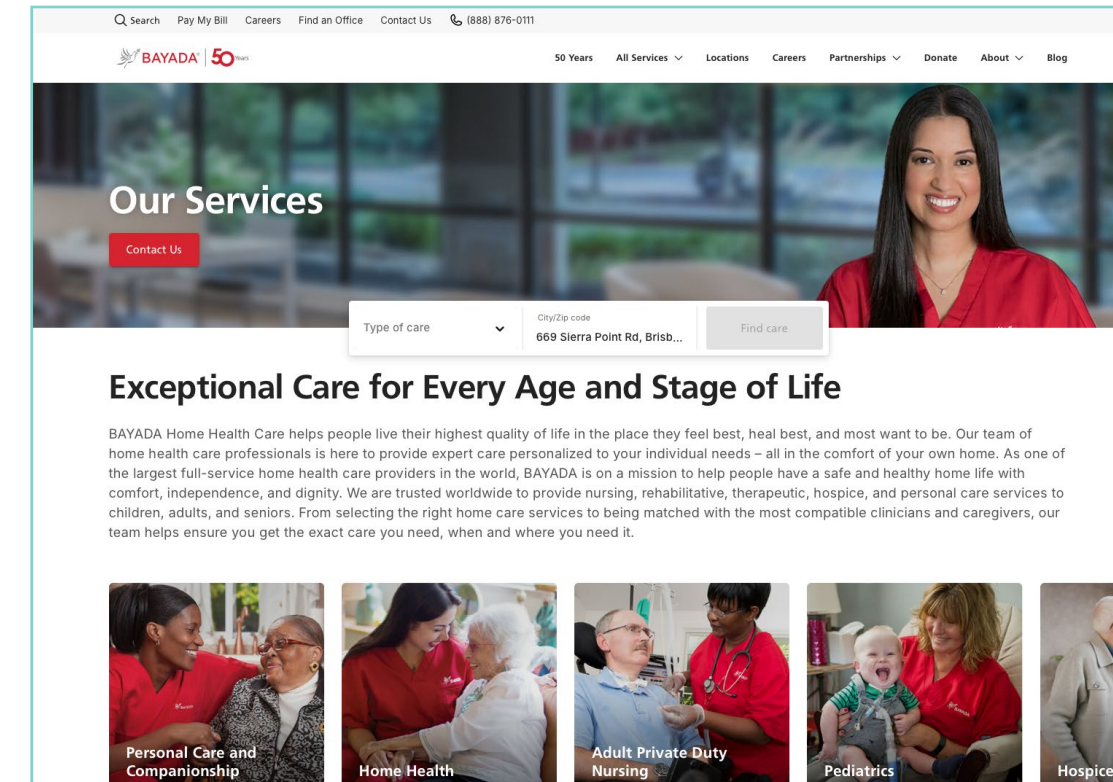 Search Pay My Bill Careers Find an Office Contact Us (888) 876-0111
BAYADA 50 Years
50 Years All Services Locations Careers Partnerships Donate About Blog
Our Services
Contact Us
Type of care
City/Zip code
669 Sierra Point Rd, Brisb...
Find care
Exceptional Care for Every Age and Stage of Life
BAYADA Home Health Care helps people live their highest quality of life in the place they feel best, heal best, and most want to be. Our team of
home health care professionals is here to provide expert care personalized to your individual needs – all in the comfort of your own home. As one of
the largest full-service home health care providers in the world, BAYADA is on a mission to help people have a safe and healthy home life with
comfort, independence, and dignity. We are trusted worldwide to provide nursing, rehabilitative, therapeutic, hospice, and personal care services to
children, adults, and seniors. From selecting the right home care services to being matched with the most compatible clinicians and caregivers, our
team helps ensure you get the exact care you need, when and where you need it.
Personal Care and
Companionship
Home Health
Adult Private Duty
Nursing
Pediatrics
Hospice